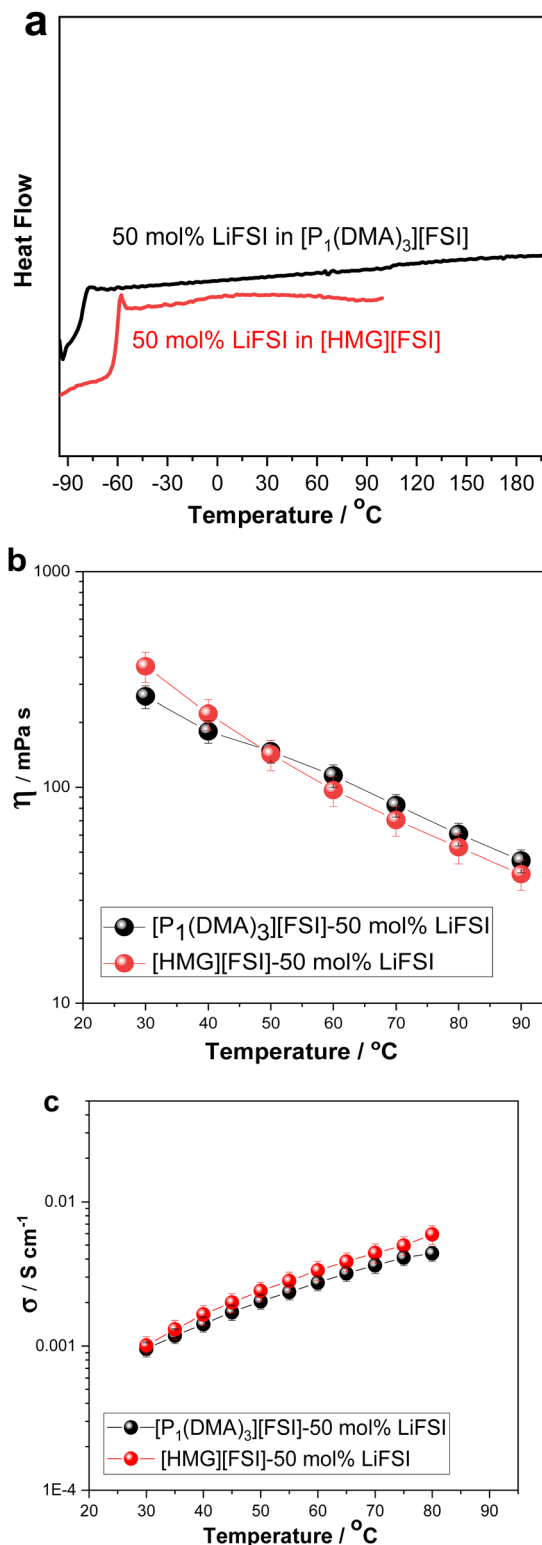 a
Heat Flow
50 mol% LiFSI in [P₁(DMA)₃][FSI]
50 mol% LiFSI in [HMG][FSI]
-90 -60 -30 0 30 60 90 120 150 180
Temperature / ⁰C
b
1000
100
10
η / mPa s
[P₁(DMA)₃][FSI]-50 mol% LiFSI
[HMG][FSI]-50 mol% LiFSI
20 30 40 50 60 70 80 90
Temperature / ⁰C
c
0.01
0.001
1E-4
σ / S cm⁻¹
[P₁(DMA)₃][FSI]-50 mol% LiFSI
[HMG][FSI]-50 mol% LiFSI
20 30 40 50 60 70 80 90
Temperature / ⁰C